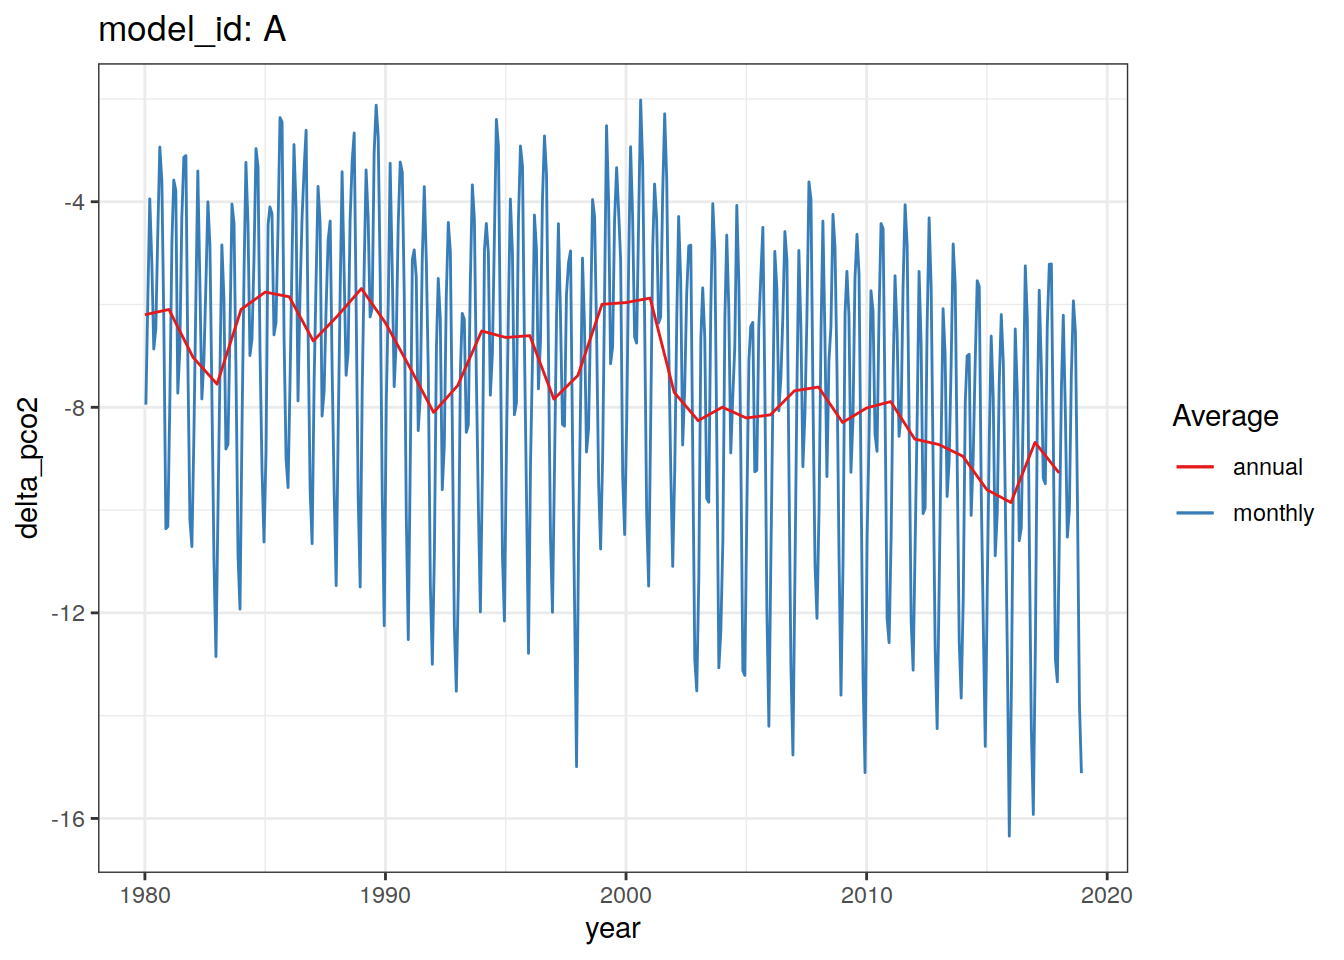 model_id: A
delta_pco2
-4
-8
-12
-16
1980
1990
2000
2010
2020
year
Average
annual
monthly